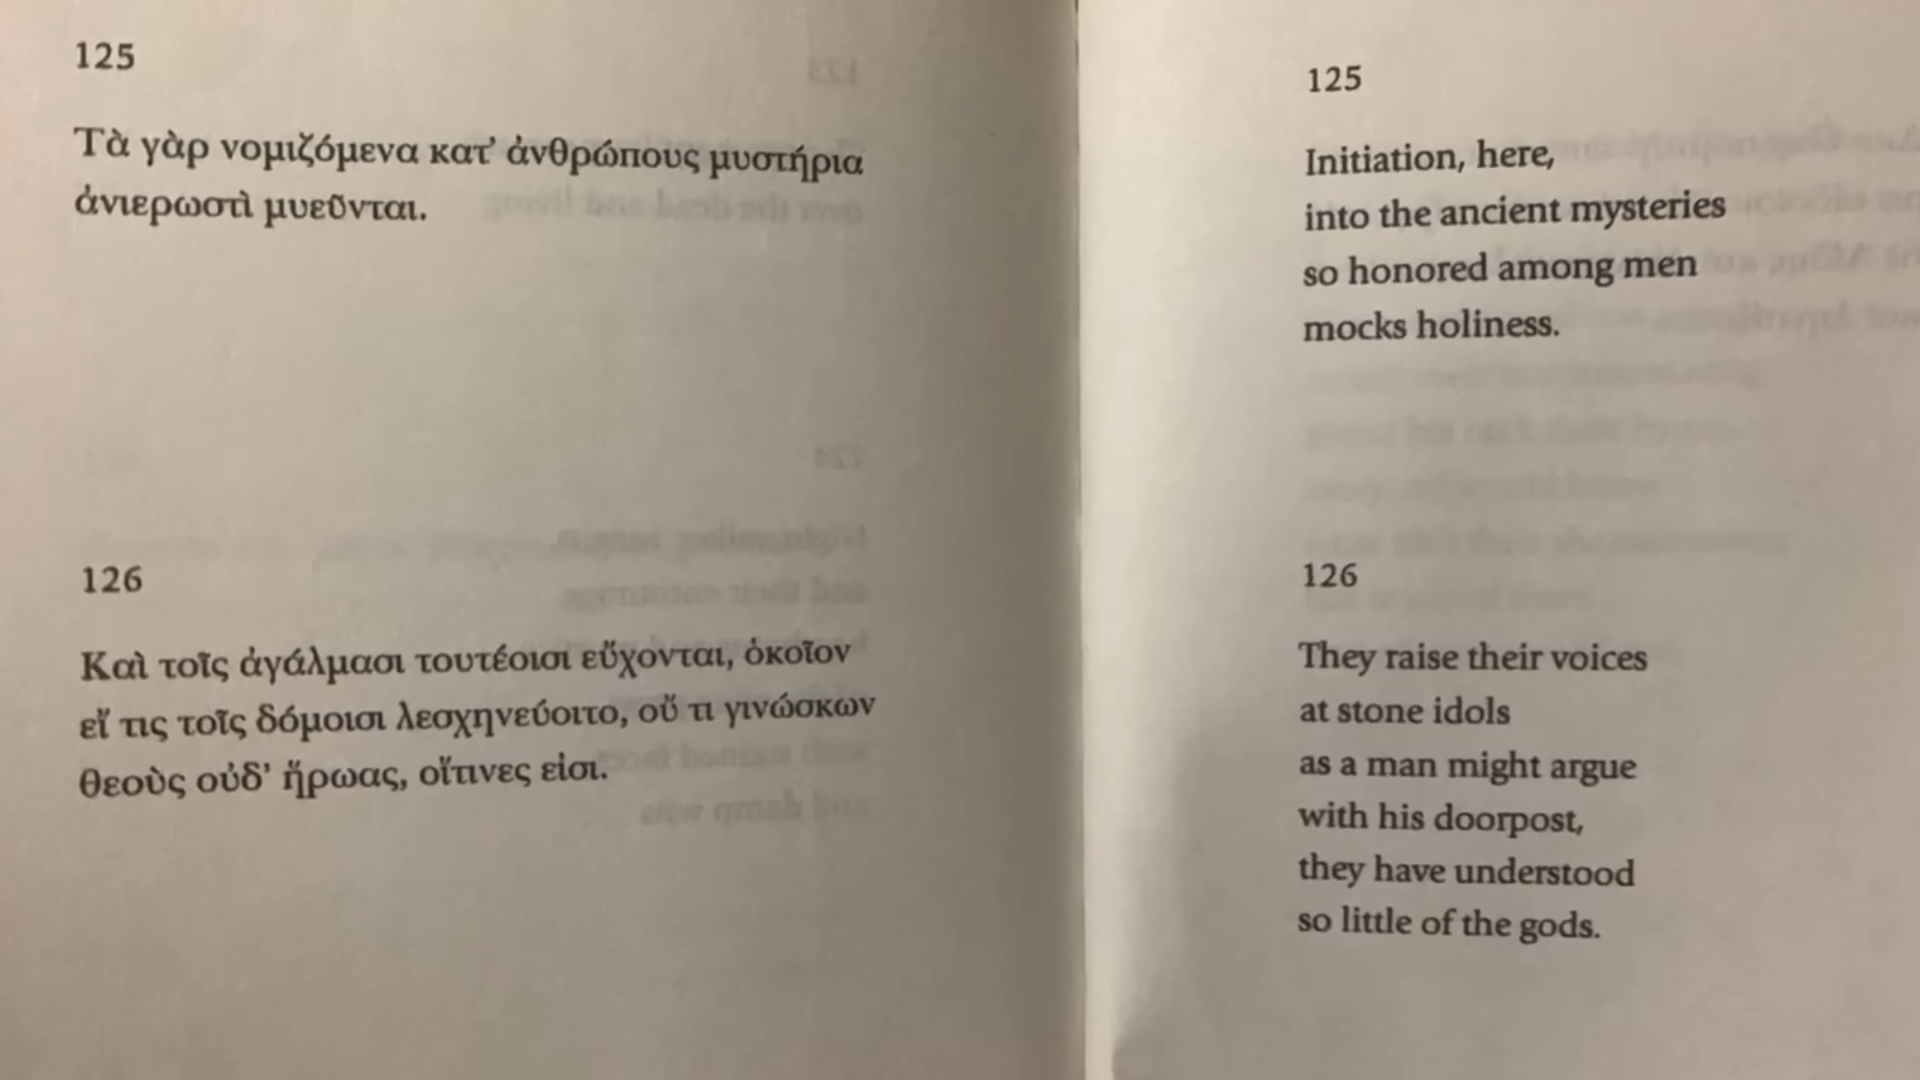 125
Τὰ γὰρ νομιζόμενα κατ’ ἀνθρώπους μυστήρια
ἀνιερωστὶ μυεῦνται.
126
Καὶ τοῖς ἀγάλμασι τουτέοισι εὔχονται, ὁκοῖον
εἴ τις τοῖς δόμοισι λεσχηνεύοιτο, οὔ τι γινώσκων
θεοὺς οὐδ’ ἥρωας, οἵτινες εἰσι.
125
Initiation, here,
into the ancient mysteries
so honored among men
mocks holiness.
126
They raise their voices
at stone idols
as a man might argue
with his doorpost,
they have understood
so little of the gods.